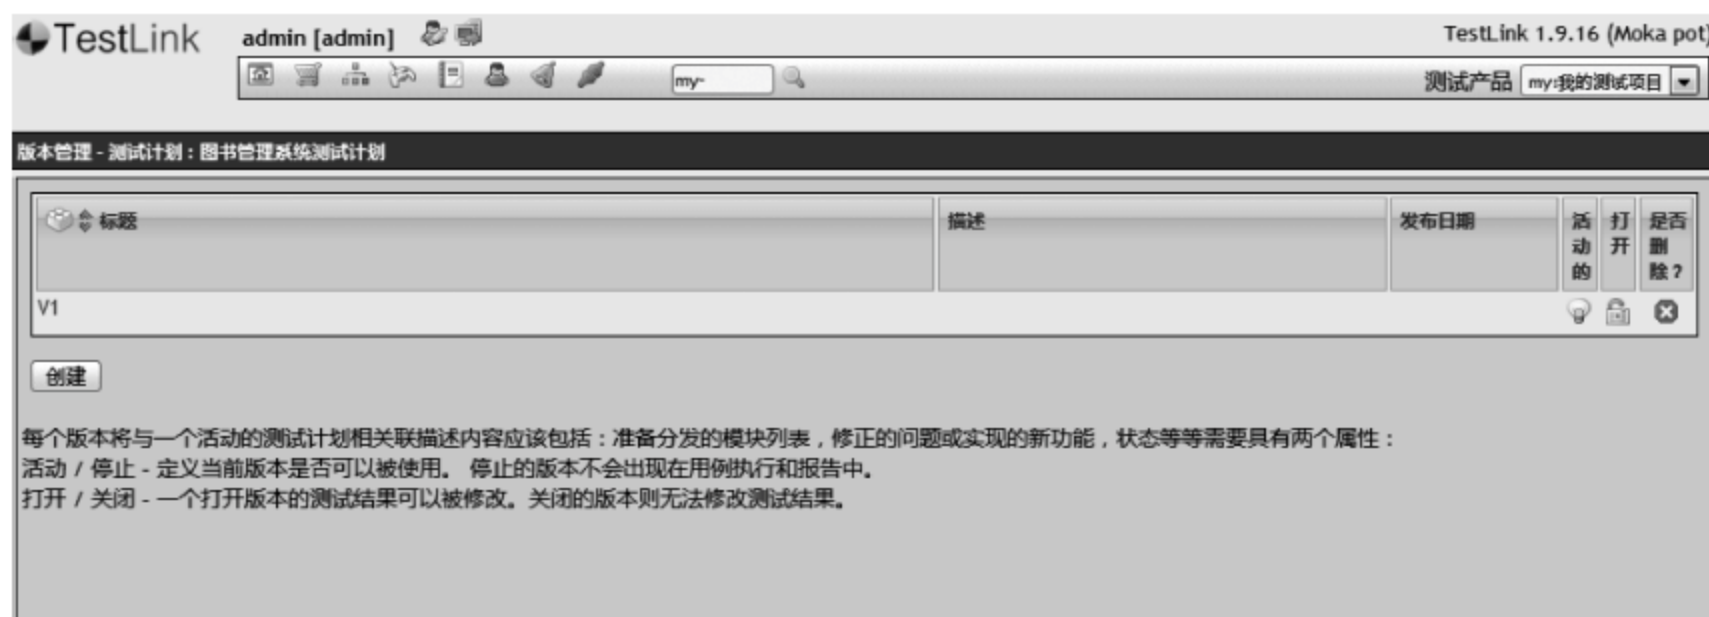 TestLink admin [admin] TestLink 1.9.16 (Moka pot)
my- 测试产品 my:我的测试项目
版本管理 - 测试计划：图书管理系统测试计划
标题 描述 发布日期 活动的 打开 是否删除？
V1
创建
每个版本将与一个活动的测试计划相关联描述内容应该包括：准备分发的模块列表，修正的问题或实现的新功能，状态等等需要具有两个属性：
活动 / 停止 - 定义当前版本是否可以被使用。 停止的版本不会出现在用例执行和报告中。
打开 / 关闭 - 一个打开版本的测试结果可以被修改。关闭的版本则无法修改测试结果。